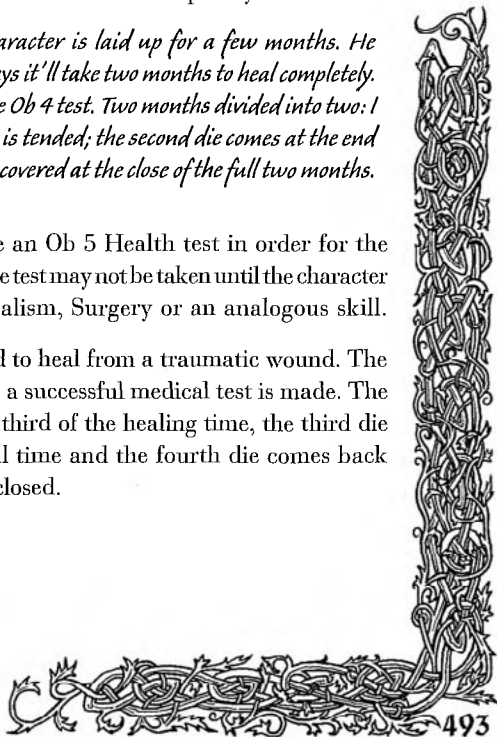 aracter is laid up for a few months. He
ys it'll take two months to heal completely.
e Ob 4 test. Two months divided into two: I
is tended; the second die comes at the end
covered at the close of the full two months.
e an Ob 5 Health test in order for the
e test may not be taken until the character
alism, Surgery or an analogous skill.
d to heal from a traumatic wound. The
a successful medical test is made. The
third of the healing time, the third die
l time and the fourth die comes back
closed.
493